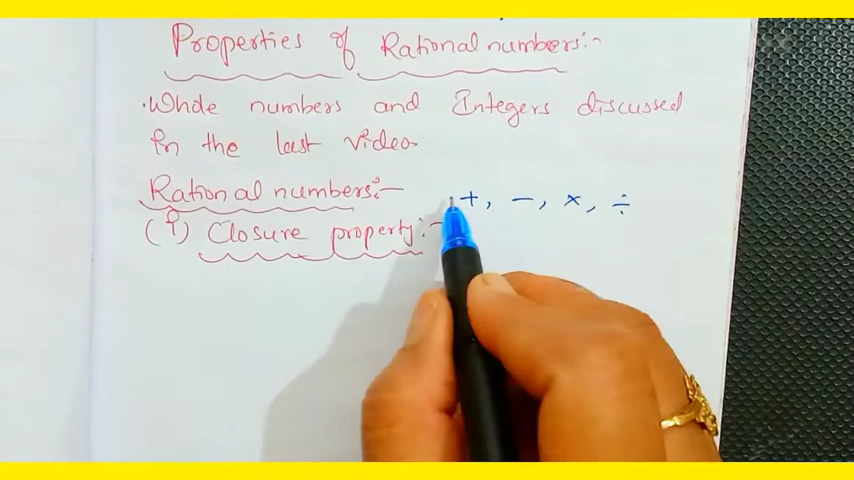 Properties of Rational numbers:-
. Whole numbers and Integers discussed
in the last video.
Rational numbers:- +, -, ×, ÷
(i) Closure property:-